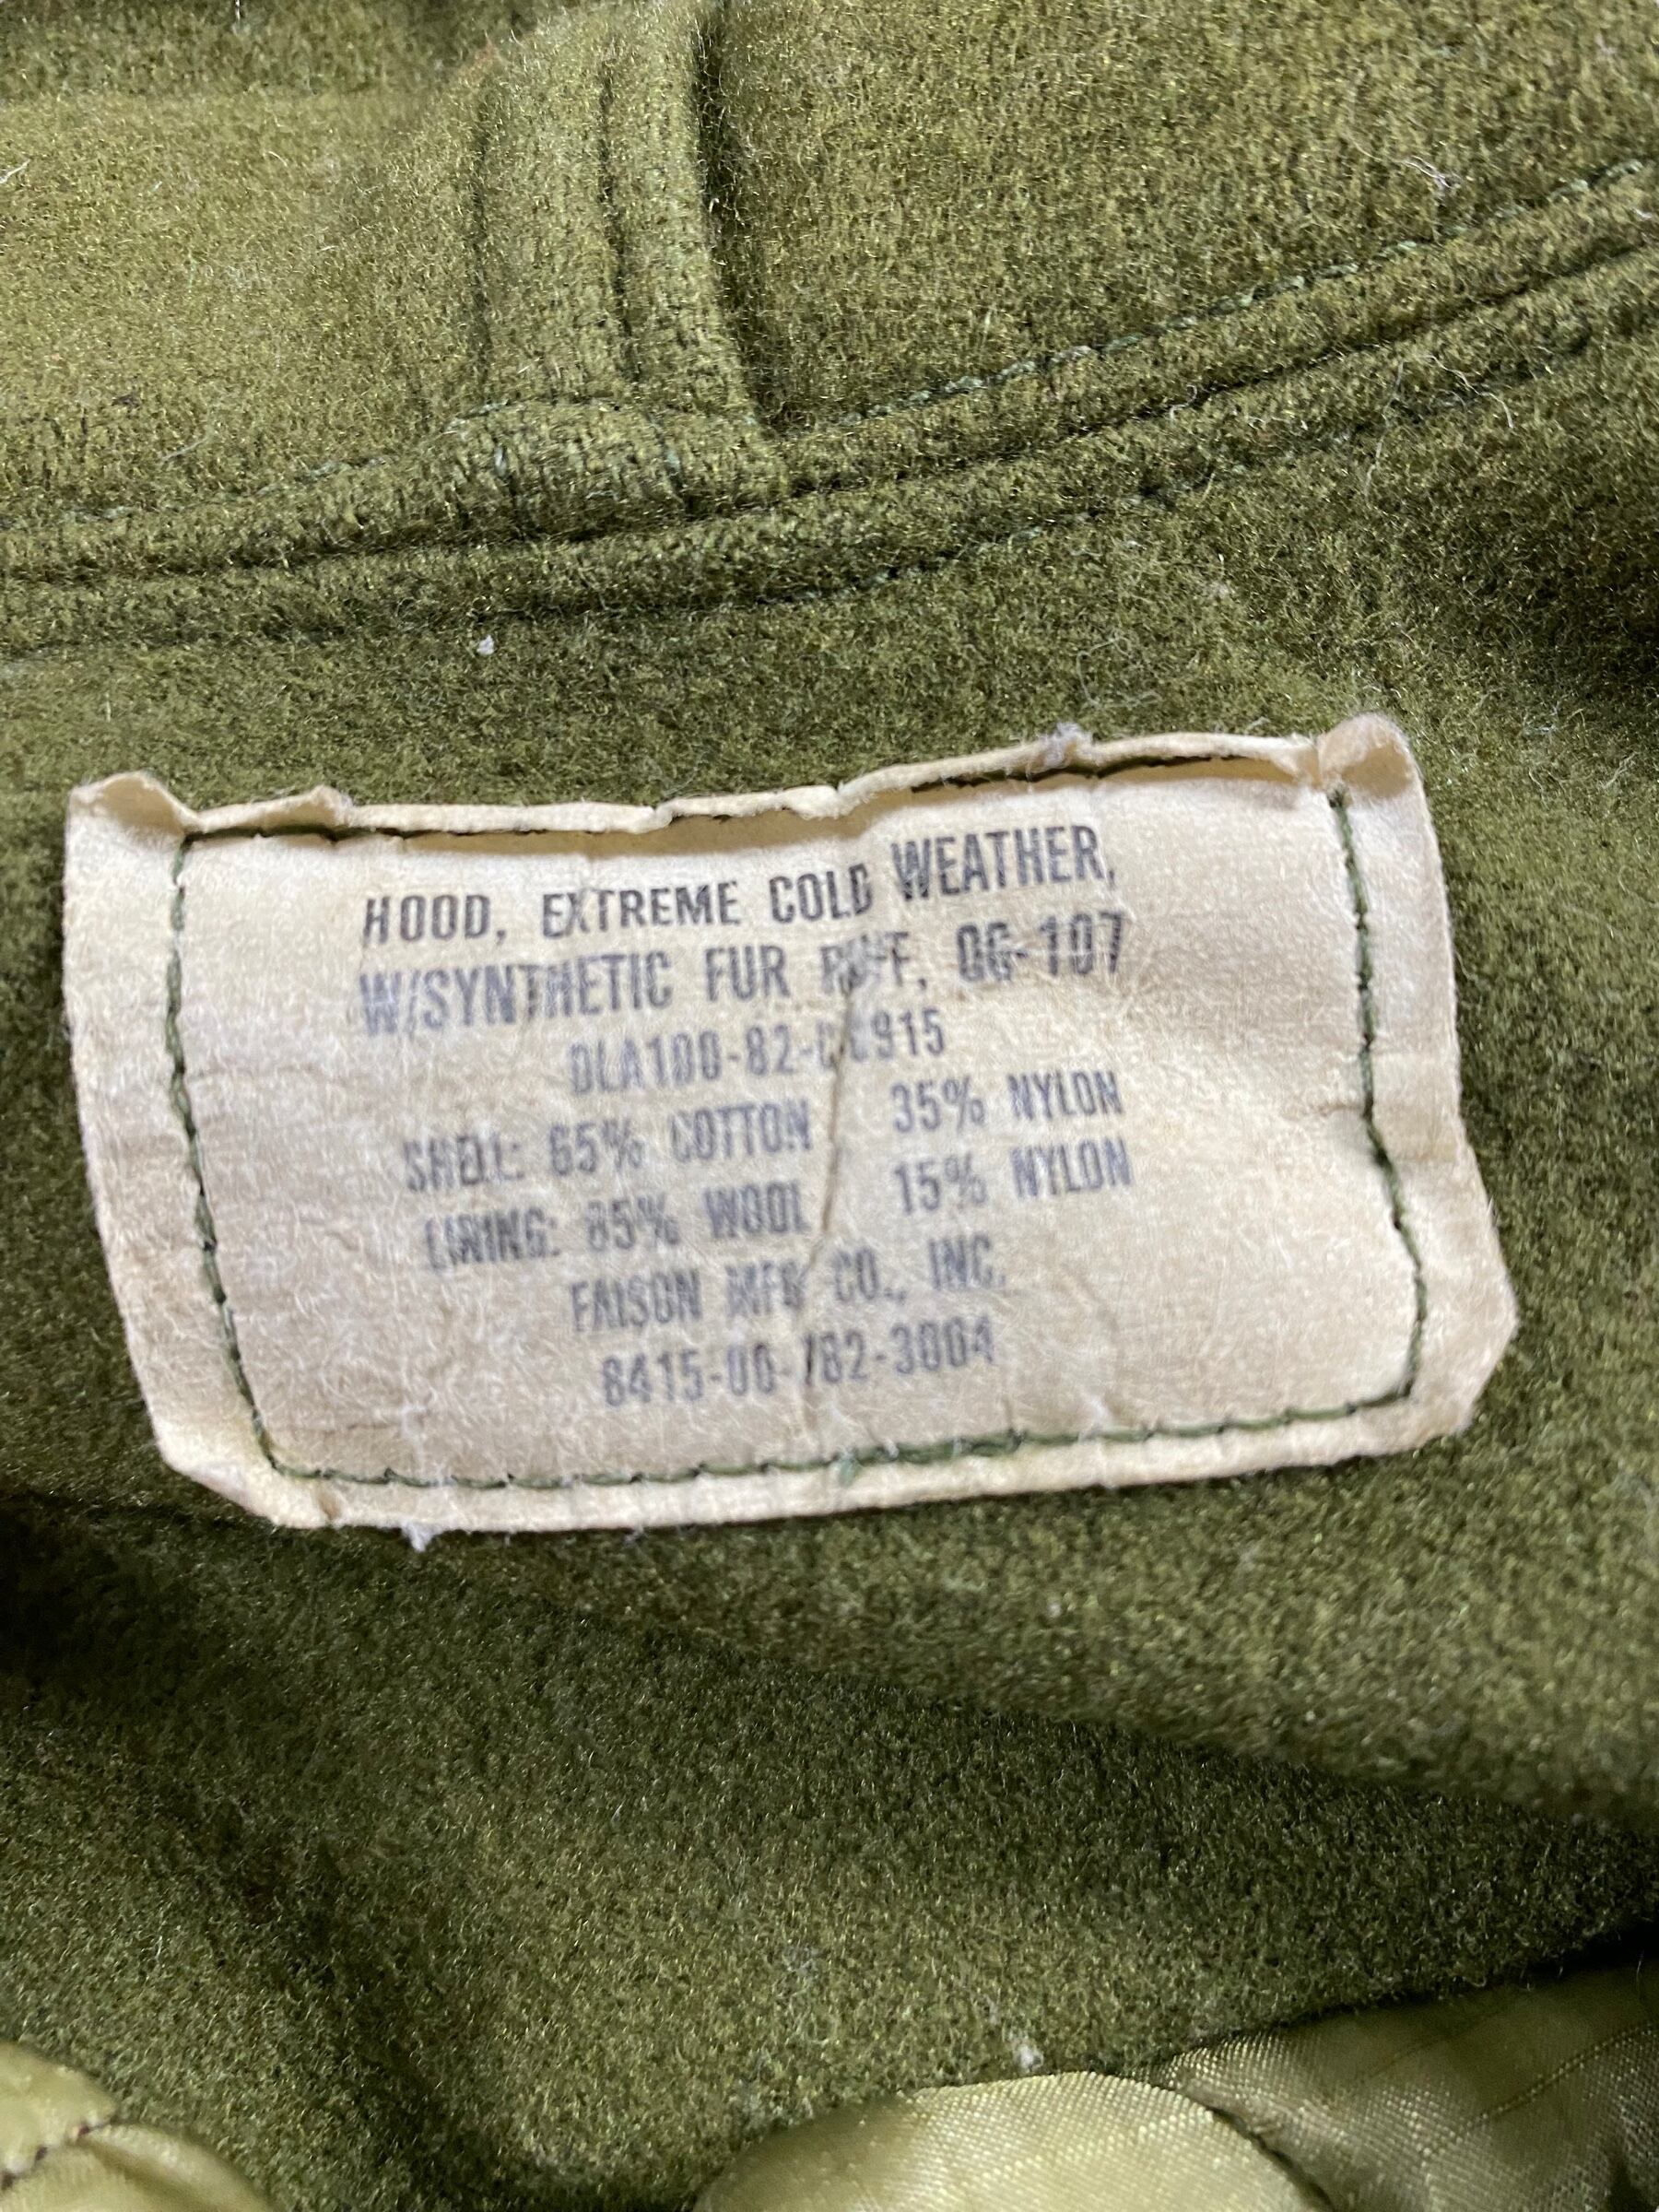 HOOD, EXTREME COLD WEATHER,
W/SYNTHETIC FUR RUFF, OG-107
SHELL: 65% COTTON 35% NYLON
LINING: 85% WOOL 15% NYLON
FAISON MFG CO., INC.
8415-00-782-3004